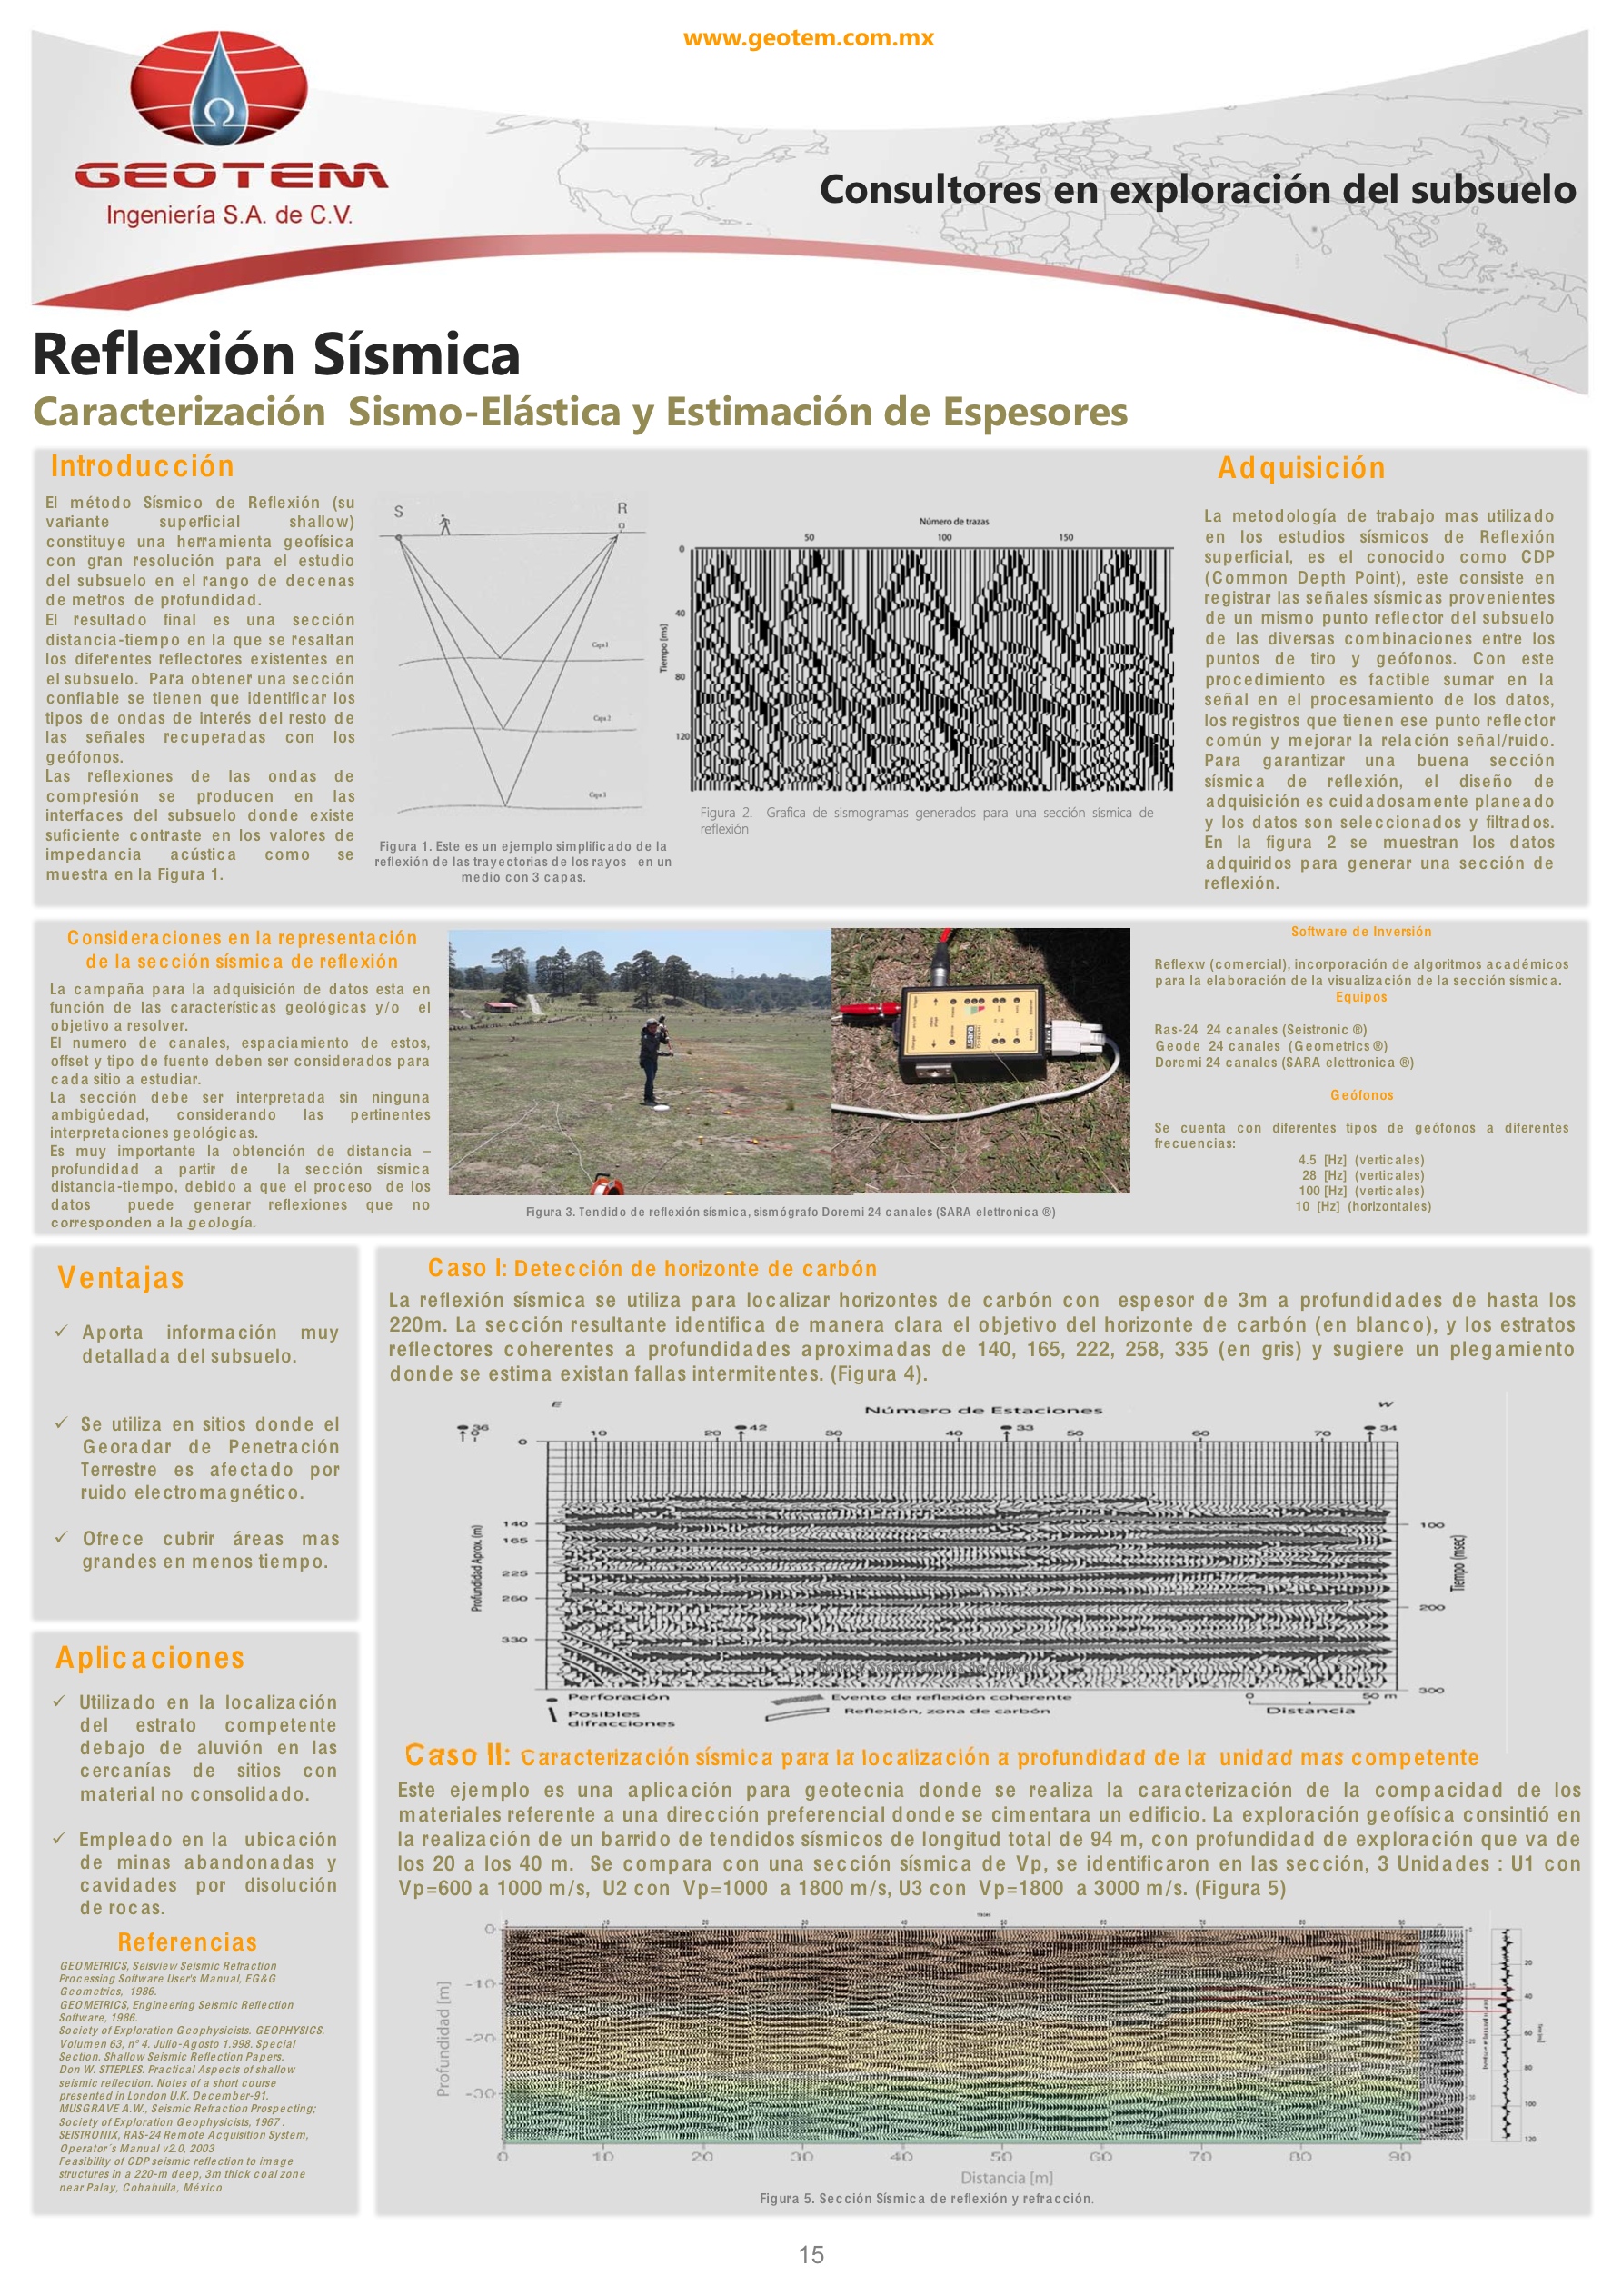 www.geotem.com.mx
GEOTEM
Ingeniería S.A. de C.V.
Consultores en exploración del subsuelo
Reflexión Sísmica
Caracterización Sismo-Elástica y Estimación de Espesores
Introducción
El método Sísmico de Reflexión (su
variante superficial shallow)
constituye una herramienta geofísica
con gran resolución para el estudio
del subsuelo en el rango de decenas
de metros de profundidad.
El resultado final es una sección
distancia-tiempo en la que se resaltan
los diferentes reflectores existentes en
el subsuelo. Para obtener una sección
confiable se tienen que identificar los
tipos de ondas de interés del resto de
las señales recuperadas con los
geófonos.
Las reflexiones de las ondas de
compresión se producen en las
interfaces del subsuelo donde existe
suficiente contraste en los valores de
impedancia acústica como se
muestra en la Figura 1.
S
R
Capa 1
Capa 2
Capa 3
Figura 1. Este es un ejemplo simplificado de la
reflexión de las trayectorias de los rayos en un
medio con 3 capas.
Número de trazas
50 100 150
Tiempo [ms]
0
40
80
120
Figura 2. Grafica de sismogramas generados para una sección sísmica de
reflexión
Adquisición
La metodología de trabajo mas utilizado
en los estudios sísmicos de Reflexión
superficial, es el conocido como CDP
(Common Depth Point), este consiste en
registrar las señales sísmicas provenientes
de un mismo punto reflector del subsuelo
de las diversas combinaciones entre los
puntos de tiro y geófonos. Con este
procedimiento es factible sumar en la
señal en el procesamiento de los datos,
los registros que tienen ese punto reflector
común y mejorar la relación señal/ruido.
Para garantizar una buena sección
sísmica de reflexión, el diseño de
adquisición es cuidadosamente planeado
y los datos son seleccionados y filtrados.
En la figura 2 se muestran los datos
adquiridos para generar una sección de
reflexión.
Consideraciones en la representación
de la sección sísmica de reflexión
La campaña para la adquisición de datos esta en
función de las características geológicas y/o el
objetivo a resolver.
El numero de canales, espaciamiento de estos,
offset y tipo de fuente deben ser considerados para
cada sitio a estudiar.
La sección debe ser interpretada sin ninguna
ambigüedad, considerando las pertinentes
interpretaciones geológicas.
Es muy importante la obtención de distancia –
profundidad a partir de la sección sísmica
distancia-tiempo, debido a que el proceso de los
datos puede generar reflexiones que no
corresponden a la geología.
Figura 3. Tendido de reflexión sísmica, sismógrafo Doremi 24 canales (SARA elettronica ®)
Software de Inversión
Reflexw (comercial), incorporación de algoritmos académicos
para la elaboración de la visualización de la sección sísmica.
Equipos
Ras-24 24 canales (Seistronic ®)
Geode 24 canales (Geometrics ®)
Doremi 24 canales (SARA elettronica ®)
Geófonos
Se cuenta con diferentes tipos de geófonos a diferentes
frecuencias:
4.5 [Hz] (verticales)
28 [Hz] (verticales)
100 [Hz] (verticales)
10 [Hz] (horizontales)
Ventajas
✓ Aporta información muy
detallada del subsuelo.
✓ Se utiliza en sitios donde el
Georadar de Penetración
Terrestre es afectado por
ruido electromagnético.
✓ Ofrece cubrir áreas mas
grandes en menos tiempo.
Aplicaciones
✓ Utilizado en la localización
del estrato competente
debajo de aluvión en las
cercanías de sitios con
material no consolidado.
✓ Empleado en la ubicación
de minas abandonadas y
cavidades por disolución
de rocas.
Referencias
GEOMETRICS, Seisview Seismic Refraction
Processing Software User's Manual, EG&G
Geometrics, 1986.
GEOMETRICS, Engineering Seismic Reflection
Software, 1986.
Society of Exploration Geophysicists. GEOPHYSICS.
Volumen 63, nº 4. Julio-Agosto 1.998. Special
Section. Shallow Seismic Reflection Papers.
Don W. STTEPLES. Practical Aspects of shallow
seismic reflection. Notes of a short course
presented in London U.K. December-91.
MUSGRAVE A.W., Seismic Refraction Prospecting;
Society of Exploration Geophysicists, 1967 .
SEISTRONIX, RAS-24 Remote Acquisition System,
Operator´s Manual v2.0, 2003
Feasibility of CDP seismic reflection to image
structures in a 220-m deep, 3m thick coal zone
near Palay, Cohahuila, México
Caso I: Detección de horizonte de carbón
La reflexión sísmica se utiliza para localizar horizontes de carbón con espesor de 3m a profundidades de hasta los
220m. La sección resultante identifica de manera clara el objetivo del horizonte de carbón (en blanco), y los estratos
reflectores coherentes a profundidades aproximadas de 140, 165, 222, 258, 335 (en gris) y sugiere un plegamiento
donde se estima existan fallas intermitentes. (Figura 4).
E
Número de Estaciones
W
10 20 42 30 40 33 50 60 70 34
Profundidad Aprox. (m)
0
140
165
225
260
330
Tiempo (msec)
100
200
300
Perforación
Posibles
difracciones
Evento de reflexión coherente
Reflexión, zona de carbón
0 50 m
Distancia
Caso II: Caracterización sísmica para la localización a profundidad de la unidad mas competente
Este ejemplo es una aplicación para geotecnia donde se realiza la caracterización de la compacidad de los
materiales referente a una dirección preferencial donde se cimentara un edificio. La exploración geofísica consintió en
la realización de un barrido de tendidos sísmicos de longitud total de 94 m, con profundidad de exploración que va de
los 20 a los 40 m. Se compara con una sección sísmica de Vp, se identificaron en las sección, 3 Unidades : U1 con
Vp=600 a 1000 m/s, U2 con Vp=1000 a 1800 m/s, U3 con Vp=1800 a 3000 m/s. (Figura 5)
0 10 20 30 40 50 60 70 80 90
Profundidad [m]
0
-10
-20
-30
20
40
60
80
100
120
0 10 20 30 40 50 60 70 80 90
Distancia [m]
Figura 5. Sección Sísmica de reflexión y refracción.
15